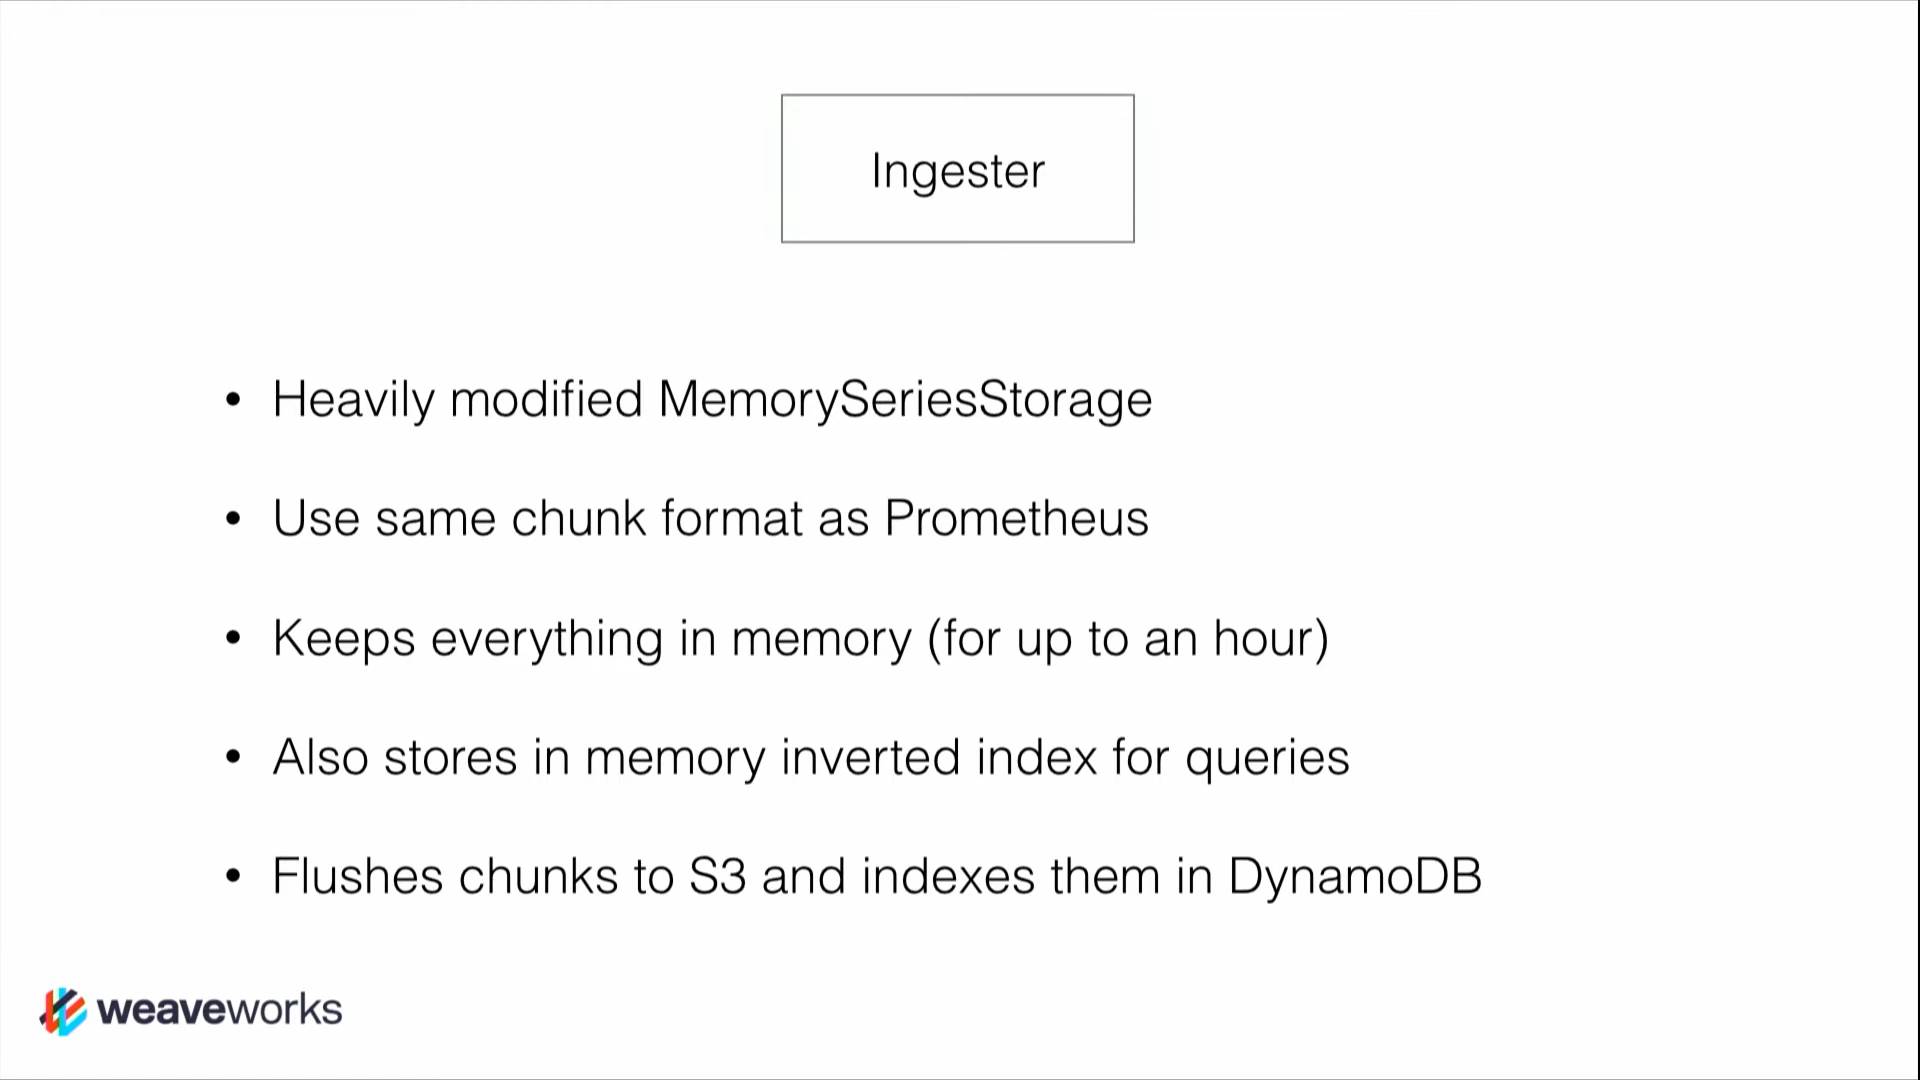 Ingester
• Heavily modified MemorySeriesStorage
• Use same chunk format as Prometheus
• Keeps everything in memory (for up to an hour)
• Also stores in memory inverted index for queries
• Flushes chunks to S3 and indexes them in DynamoDB
weaveworks